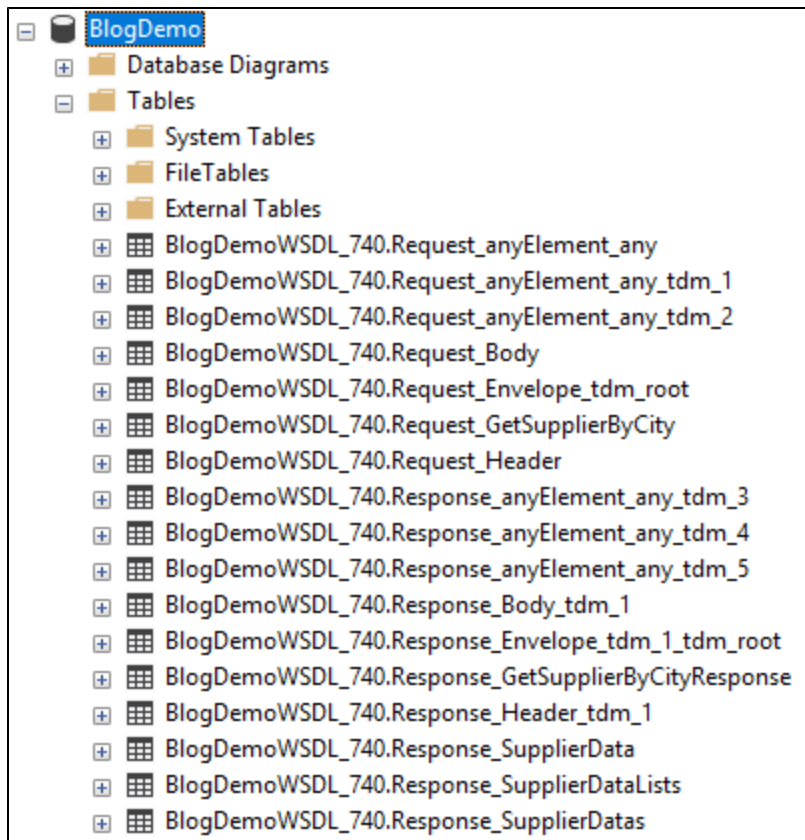 BlogDemo
Database Diagrams
Tables
System Tables
FileTables
External Tables
BlogDemoWSDL_740.Request_anyElement_any
BlogDemoWSDL_740.Request_anyElement_any_tdm_1
BlogDemoWSDL_740.Request_anyElement_any_tdm_2
BlogDemoWSDL_740.Request_Body
BlogDemoWSDL_740.Request_Envelope_tdm_root
BlogDemoWSDL_740.Request_GetSupplierByCity
BlogDemoWSDL_740.Request_Header
BlogDemoWSDL_740.Response_anyElement_any_tdm_3
BlogDemoWSDL_740.Response_anyElement_any_tdm_4
BlogDemoWSDL_740.Response_anyElement_any_tdm_5
BlogDemoWSDL_740.Response_Body_tdm_1
BlogDemoWSDL_740.Response_Envelope_tdm_1_tdm_root
BlogDemoWSDL_740.Response_GetSupplierByCityResponse
BlogDemoWSDL_740.Response_Header_tdm_1
BlogDemoWSDL_740.Response_SupplierData
BlogDemoWSDL_740.Response_SupplierDataLists
BlogDemoWSDL_740.Response_SupplierDatas